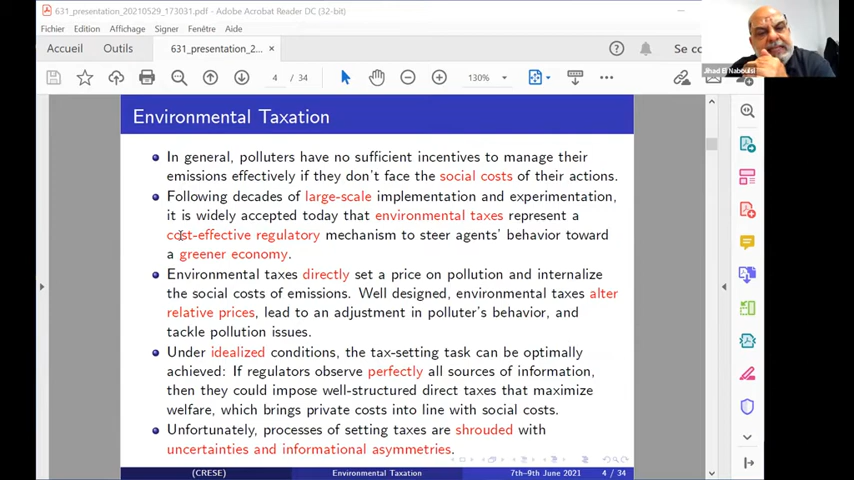 631_presentation_20210529_173031.pdf - Adobe Acrobat Reader DC (32-bit)
Fichier Edition Affichage Signer Fenêtre Aide
Accueil Outils 631_presentation_2... × Se co
4 / 34 130%
Jihad El Naboulsi
Environmental Taxation
In general, polluters have no sufficient incentives to manage their
emissions effectively if they don't face the social costs of their actions.
Following decades of large-scale implementation and experimentation,
it is widely accepted today that environmental taxes represent a
cost-effective regulatory mechanism to steer agents' behavior toward
a greener economy.
Environmental taxes directly set a price on pollution and internalize
the social costs of emissions. Well designed, environmental taxes alter
relative prices, lead to an adjustment in polluter's behavior, and
tackle pollution issues.
Under idealized conditions, the tax-setting task can be optimally
achieved: If regulators observe perfectly all sources of information,
then they could impose well-structured direct taxes that maximize
welfare, which brings private costs into line with social costs.
Unfortunately, processes of setting taxes are shrouded with
uncertainties and informational asymmetries.
(CRESE) Environmental Taxation 7th–9th June 2021 4 / 34